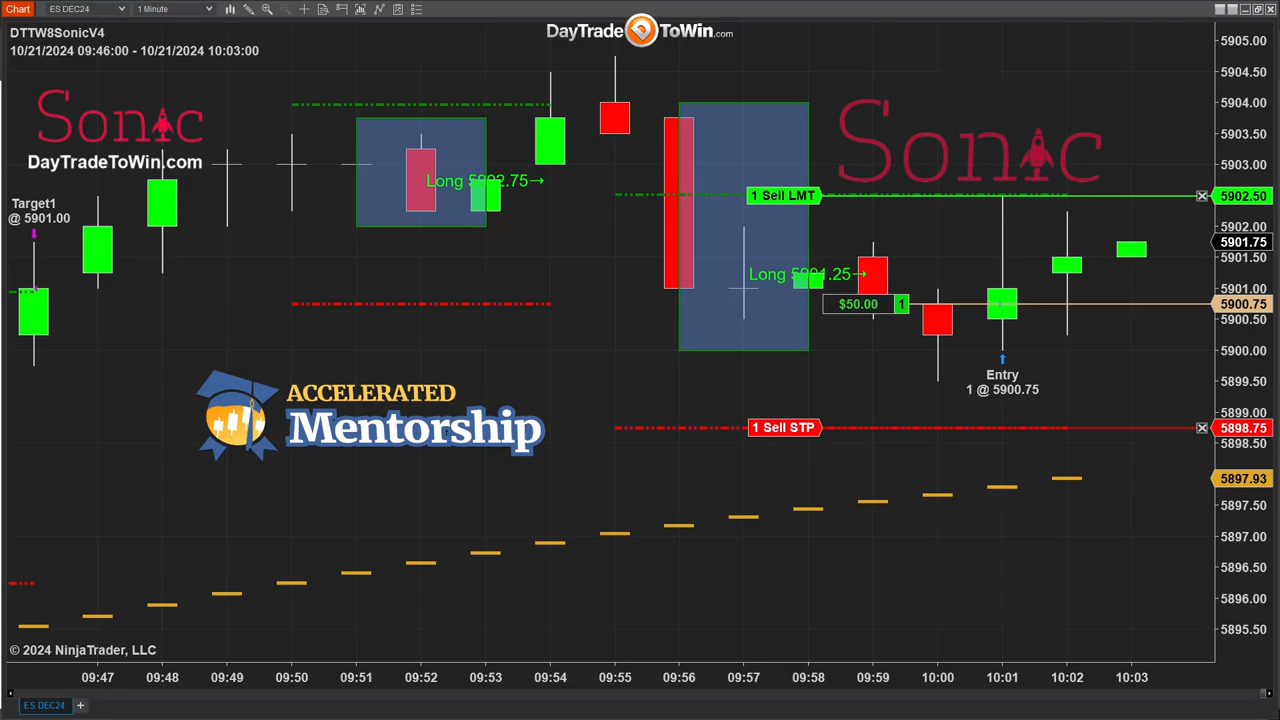 Chart
ES DEC24
1 Minute
DTTW8SonicV4
10/21/2024 09:46:00 - 10/21/2024 10:03:00
DayTradeToWin.com
Sonic
DayTradeToWin.com
Sonic
Target1
@ 5901.00
Long 5902.75→
1 Sell LMT
Long 5901.25→
$50.00
1
Entry
1 @ 5900.75
1 Sell STP
ACCELERATED
Mentorship
5905.00
5904.50
5904.00
5903.50
5903.00
5902.50
5902.00
5901.75
5901.50
5901.00
5900.75
5900.50
5900.00
5899.50
5899.00
5898.75
5898.50
5897.93
5897.50
5897.00
5896.50
5896.00
5895.50
© 2024 NinjaTrader, LLC
09:47 09:48 09:49 09:50 09:51 09:52 09:53 09:54 09:55 09:56 09:57 09:58 09:59 10:00 10:01 10:02 10:03
ES DEC24